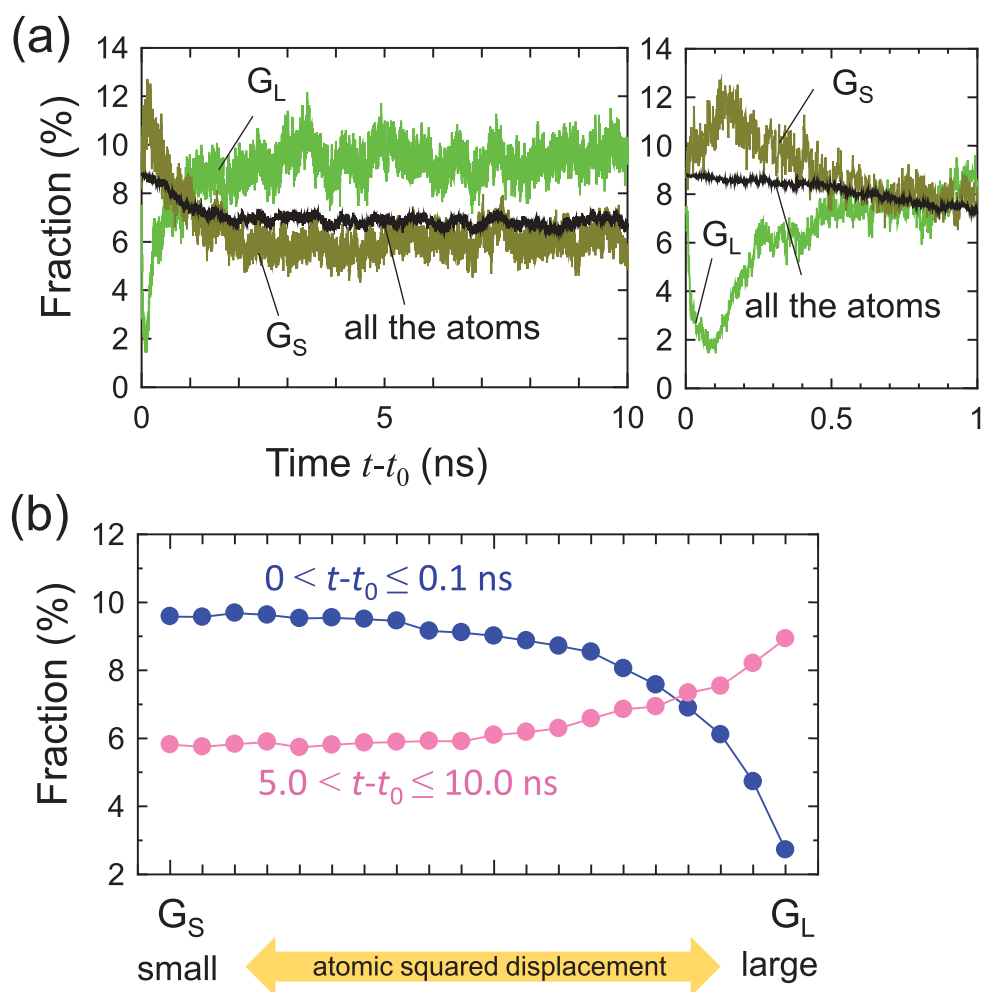 (a)
Fraction (%)
14
12
10
8
6
4
2
0
G_L
G_S
all the atoms
0
5
10
Time t-t₀ (ns)
14
12
10
8
6
4
2
0
G_S
G_L
all the atoms
0
0.5
1
(b)
Fraction (%)
12
10
8
6
4
2
0 < t-t₀ ≤ 0.1 ns
5.0 < t-t₀ ≤ 10.0 ns
G_S
G_L
small
atomic squared displacement
large